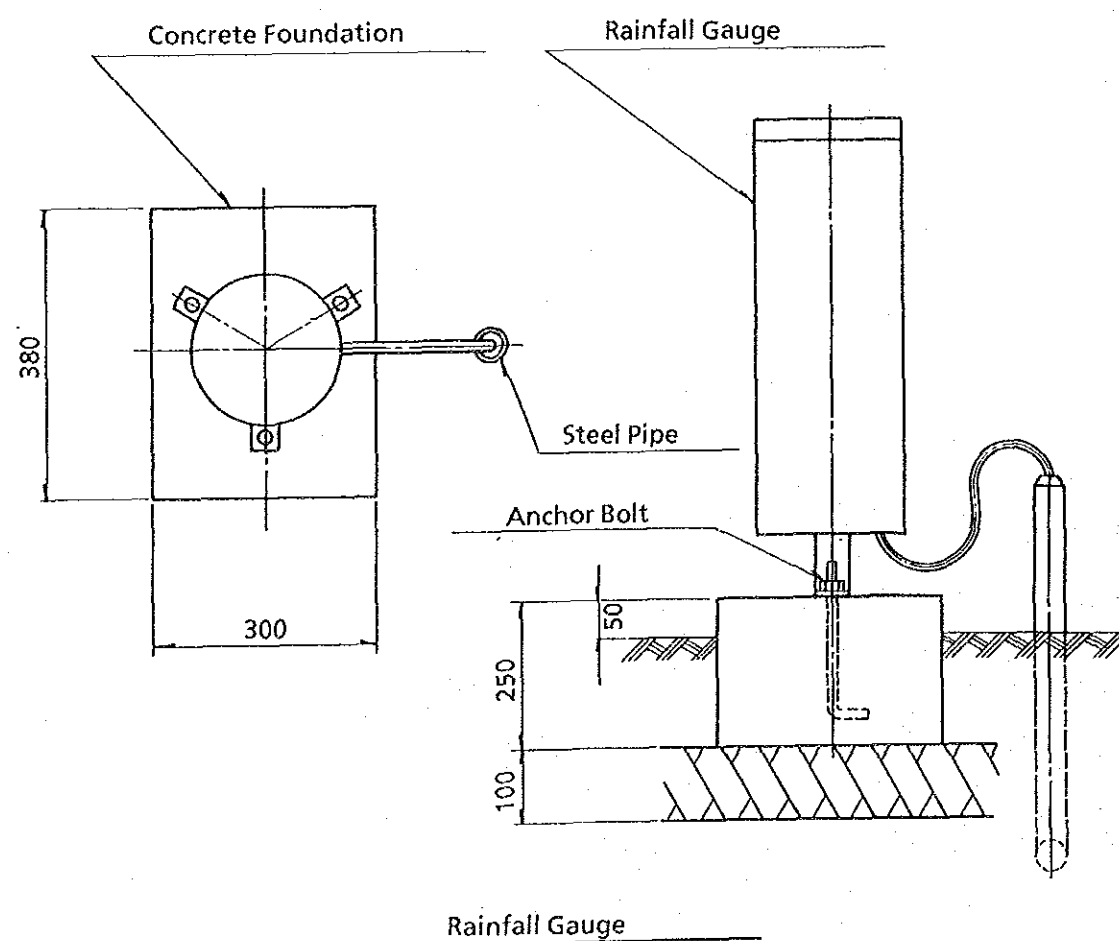 Concrete Foundation
Rainfall Gauge
380
Steel Pipe
Anchor Bolt
300
50
250
100
Rainfall Gauge